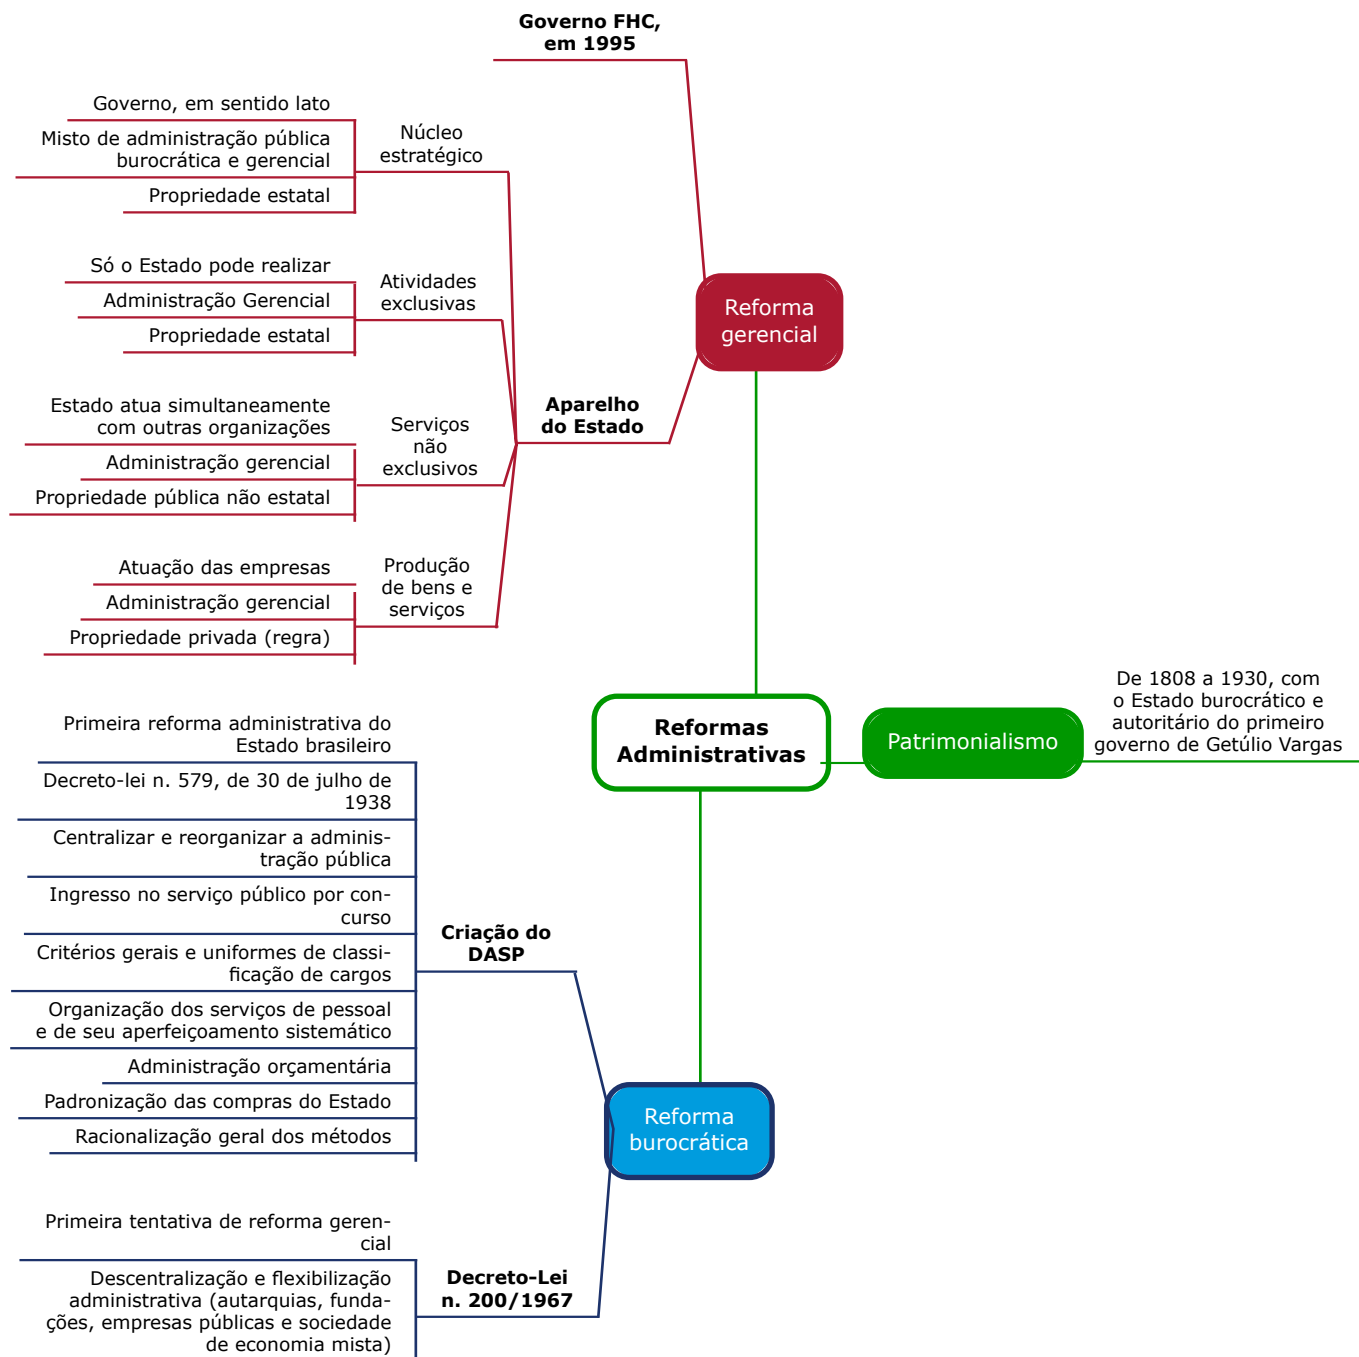 Governo FHC,
em 1995
Governo, em sentido lato
Misto de administração pública
burocrática e gerencial
Propriedade estatal
Núcleo
estratégico
Só o Estado pode realizar
Administração Gerencial
Propriedade estatal
Atividades
exclusivas
Estado atua simultaneamente
com outras organizações
Administração gerencial
Propriedade pública não estatal
Serviços
não
exclusivos
Atuação das empresas
Administração gerencial
Propriedade privada (regra)
Produção
de bens e
serviços
Aparelho
do Estado
Reforma
gerencial
Reformas
Administrativas
Patrimonialismo
De 1808 a 1930, com
o Estado burocrático e
autoritário do primeiro
governo de Getúlio Vargas
Primeira reforma administrativa do
Estado brasileiro
Decreto-lei n. 579, de 30 de julho de
1938
Centralizar e reorganizar a adminis-
tração pública
Ingresso no serviço público por con-
curso
Critérios gerais e uniformes de classi-
ficação de cargos
Organização dos serviços de pessoal
e de seu aperfeiçoamento sistemático
Administração orçamentária
Padronização das compras do Estado
Racionalização geral dos métodos
Criação do
DASP
Reforma
burocrática
Primeira tentativa de reforma geren-
cial
Descentralização e flexibilização
administrativa (autarquias, funda-
ções, empresas públicas e sociedade
de economia mista)
Decreto-Lei
n. 200/1967